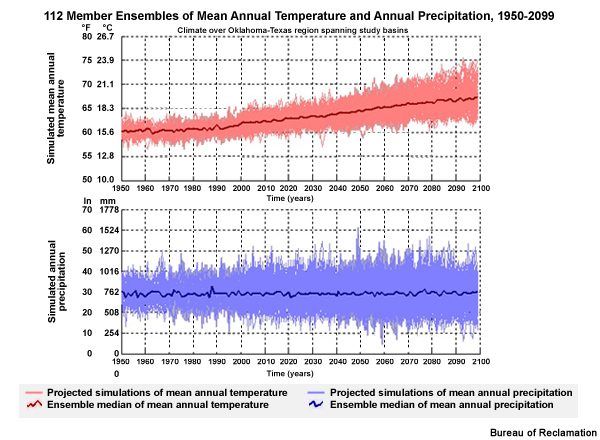 112 Member Ensembles of Mean Annual Temperature and Annual Precipitation, 1950-2099
°F °C
Climate over Oklahoma-Texas region spanning study basins
Simulated mean annual
temperature
80 26.7
75 23.9
70 21.1
65 18.3
60 15.6
55 12.8
50 10.0
1950 1960 1970 1980 1990 2000 2010 2020 2030 2040 2050 2060 2070 2080 2090 2100
Time (years)
In mm
Simulated annual
precipitation
70 1778
60 1524
50 1270
40 1016
30 762
20 508
10 254
0 0
1950 1960 1970 1980 1990 2000 2010 2020 2030 2040 2050 2060 2070 2080 2090 2100
Time (years)
Projected simulations of mean annual temperature
Projected simulations of mean annual precipitation
Ensemble median of mean annual temperature
Ensemble median of mean annual precipitation
Bureau of Reclamation